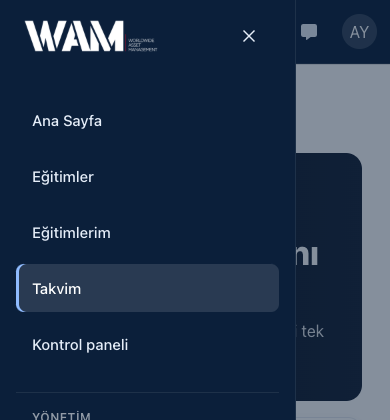 WAM WORLDWIDE
ASSET
MANAGEMENT
AY
Ana Sayfa
Eğitimler
Eğitimlerim
Takvim
Kontrol paneli
tek
YÖNETİM